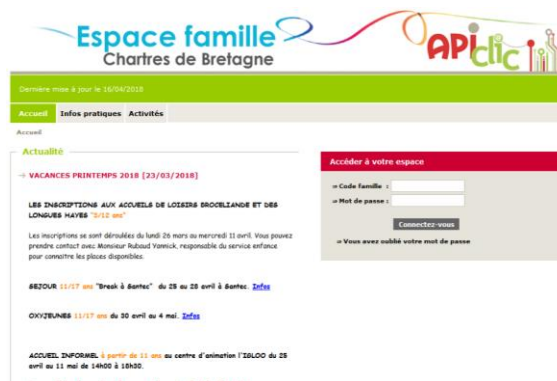 Espace famille
Chartres de Bretagne
APIclic
Dernière mise à jour le 16/04/2018
Accueil Infos pratiques Activités
Accueil
Actualité
VACANCES PRINTEMPS 2018 [23/03/2018]
LES INSCRIPTIONS AUX ACCUEILS DE LOISIRS BROCELIANDE ET DES
LONGUES HAYES "3/12 ans"
Les inscriptions se sont déroulées du lundi 26 mars au mercredi 11 avril. Vous pouvez
prendre contact avec Monsieur Rubaud Yannick, responsable du service enfance
pour connaitre les places disponibles.
SEJOUR 11/17 ans "Break à Santec" du 25 au 28 avril à Santec. Infos
OXYJEUNES 11/17 ans du 30 avril au 4 mai. Infos
ACCUEIL INFORMEL à partir de 11 ans au centre d'animation l'IGLOO du 25
avril au 11 mai de 14h00 à 18h30.
Accéder à votre espace
Code famille :
Mot de passe :
Connectez-vous
Vous avez oublié votre mot de passe